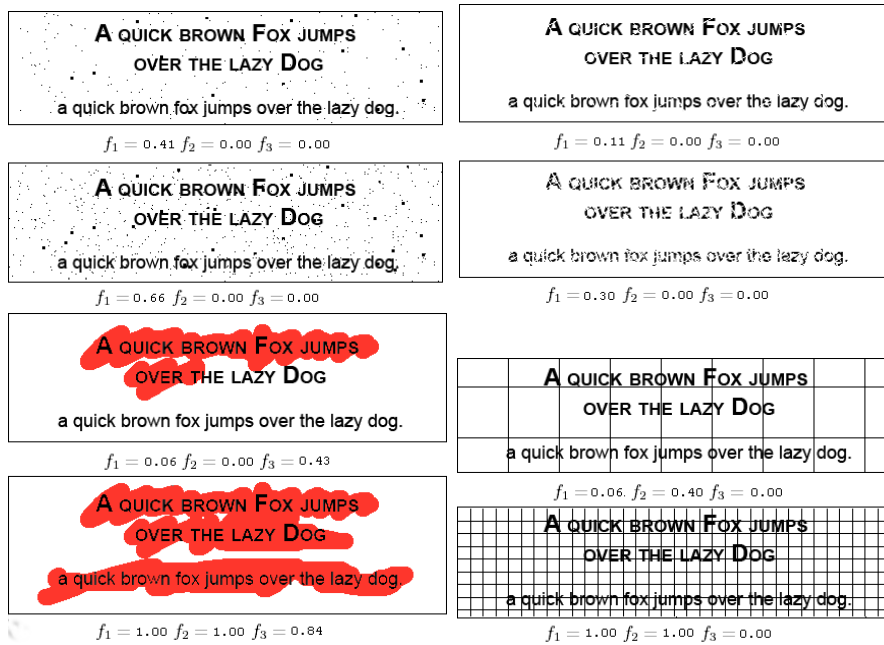 A QUICK BROWN FOX JUMPS
OVER THE LAZY DOG
a quick brown fox jumps over the lazy dog.
f₁ = 0.41 f₂ = 0.00 f₃ = 0.00
A QUICK BROWN FOX JUMPS
OVER THE LAZY DOG
a quick brown fox jumps over the lazy dog.
f₁ = 0.66 f₂ = 0.00 f₃ = 0.00
A QUICK BROWN FOX JUMPS
OVER THE LAZY DOG
a quick brown fox jumps over the lazy dog.
f₁ = 0.06 f₂ = 0.00 f₃ = 0.43
A QUICK BROWN FOX JUMPS
OVER THE LAZY DOG
a quick brown fox jumps over the lazy dog.
f₁ = 1.00 f₂ = 1.00 f₃ = 0.84
A QUICK BROWN FOX JUMPS
OVER THE LAZY DOG
a quick brown fox jumps over the lazy dog.
f₁ = 0.11 f₂ = 0.00 f₃ = 0.00
A QUICK BROWN FOX JUMPS
OVER THE LAZY DOG
a quick brown fox jumps over the lazy dog.
f₁ = 0.30 f₂ = 0.00 f₃ = 0.00
A QUICK BROWN FOX JUMPS
OVER THE LAZY DOG
a quick brown fox jumps over the lazy dog.
f₁ = 0.06. f₂ = 0.40 f₃ = 0.00
A QUICK BROWN FOX JUMPS
OVER THE LAZY DOG
a quick brown fox jumps over the lazy dog.
f₁ = 1.00 f₂ = 1.00 f₃ = 0.00